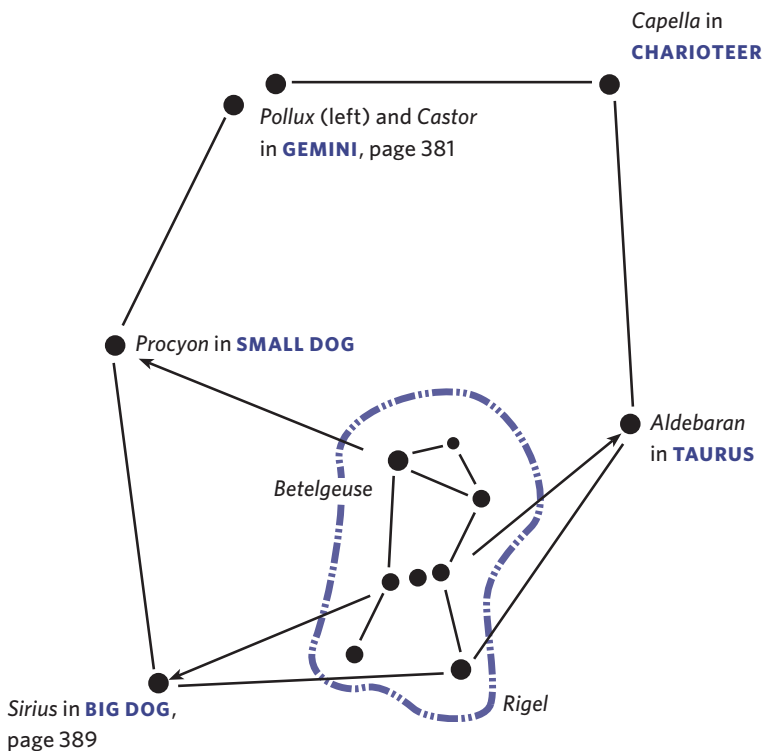 Capella in
CHARIOTEER
Pollux (left) and Castor
in GEMINI, page 381
Procyon in SMALL DOG
Aldebaran
in TAURUS
Betelgeuse
Rigel
Sirius in BIG DOG,
page 389